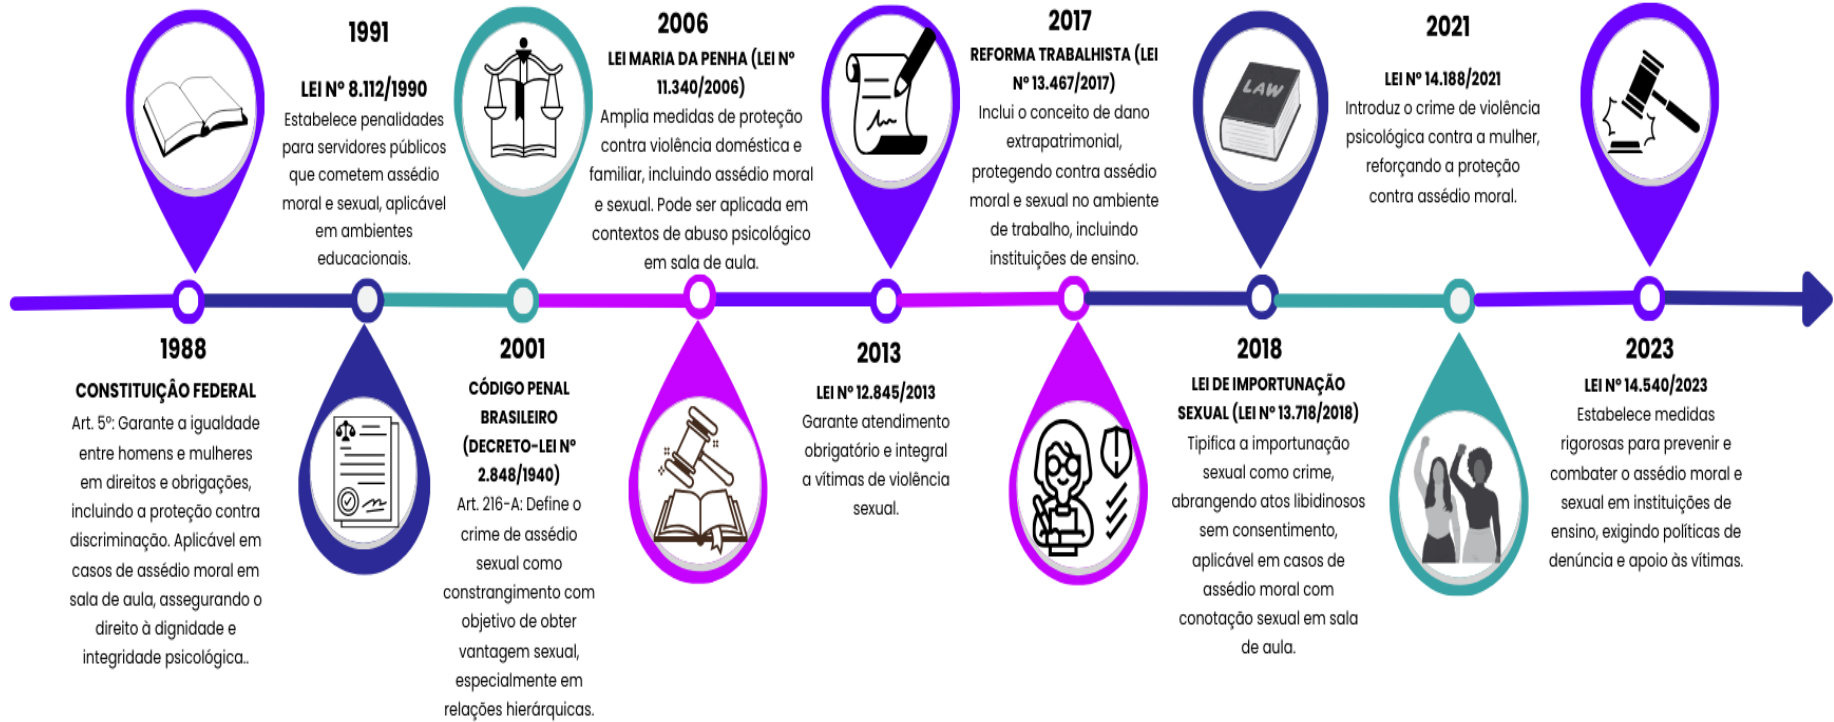 1988
CONSTITUIÇÂO FEDERAL
Art. 5º: Garante a igualdade
entre homens e mulheres
em direitos e obrigações,
incluindo a proteção contra
discriminação. Aplicável em
casos de assédio moral em
sala de aula, assegurando o
direito à dignidade e
integridade psicológica..
1991
LEI Nº 8.112/1990
Estabelece penalidades
para servidores públicos
que cometem assédio
moral e sexual, aplicável
em ambientes
educacionais.
2001
CÓDIGO PENAL
BRASILEIRO
(DECRETO-LEI Nº
2.848/1940)
Art. 216-A: Define o
crime de assédio
sexual como
constrangimento com
objetivo de obter
vantagem sexual,
especialmente em
relações hierárquicas.
2006
LEI MARIA DA PENHA (LEI Nº
11.340/2006)
Amplia medidas de proteção
contra violência doméstica e
familiar, incluindo assédio moral
e sexual. Pode ser aplicada em
contextos de abuso psicológico
em sala de aula.
2013
LEI Nº 12.845/2013
Garante atendimento
obrigatório e integral
a vítimas de violência
sexual.
2017
REFORMA TRABALHISTA (LEI
Nº 13.467/2017)
Inclui o conceito de dano
extrapatrimonial,
protegendo contra assédio
moral e sexual no ambiente
de trabalho, incluindo
instituições de ensino.
LAW
2018
LEI DE IMPORTUNAÇÃO
SEXUAL (LEI Nº 13.718/2018)
Tipifica a importunação
sexual como crime,
abrangendo atos libidinosos
sem consentimento,
aplicável em casos de
assédio moral com
conotação sexual em sala
de aula.
2021
LEI Nº 14.188/2021
Introduz o crime de violência
psicológica contra a mulher,
reforçando a proteção
contra assédio moral.
2023
LEI Nº 14.540/2023
Estabelece medidas
rigorosas para prevenir e
combater o assédio moral e
sexual em instituições de
ensino, exigindo políticas de
denúncia e apoio às vítimas.